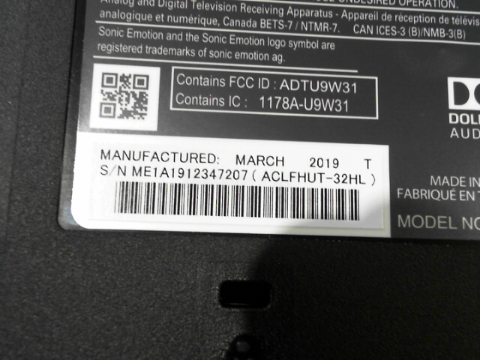 Analog and Digital Television Receiving Apparatus - Appareil de réception de télévis
analogique et numérique, Canada BETS-7 / NTMR-7. CAN ICES-3 (B)/NMB-3(B)
Sonic Emotion and the Sonic Emotion logo symbol are
registered trademarks of sonic emotion ag.
Contains FCC ID : ADTU9W31
Contains IC : 1178A-U9W31
DOL
AUD
MANUFACTURED: MARCH 2019 T
S/N ME1A1912347207 ( ACLFHUT-32HL )
MADE IN
FABRIQUÉ EN T
MODEL NO